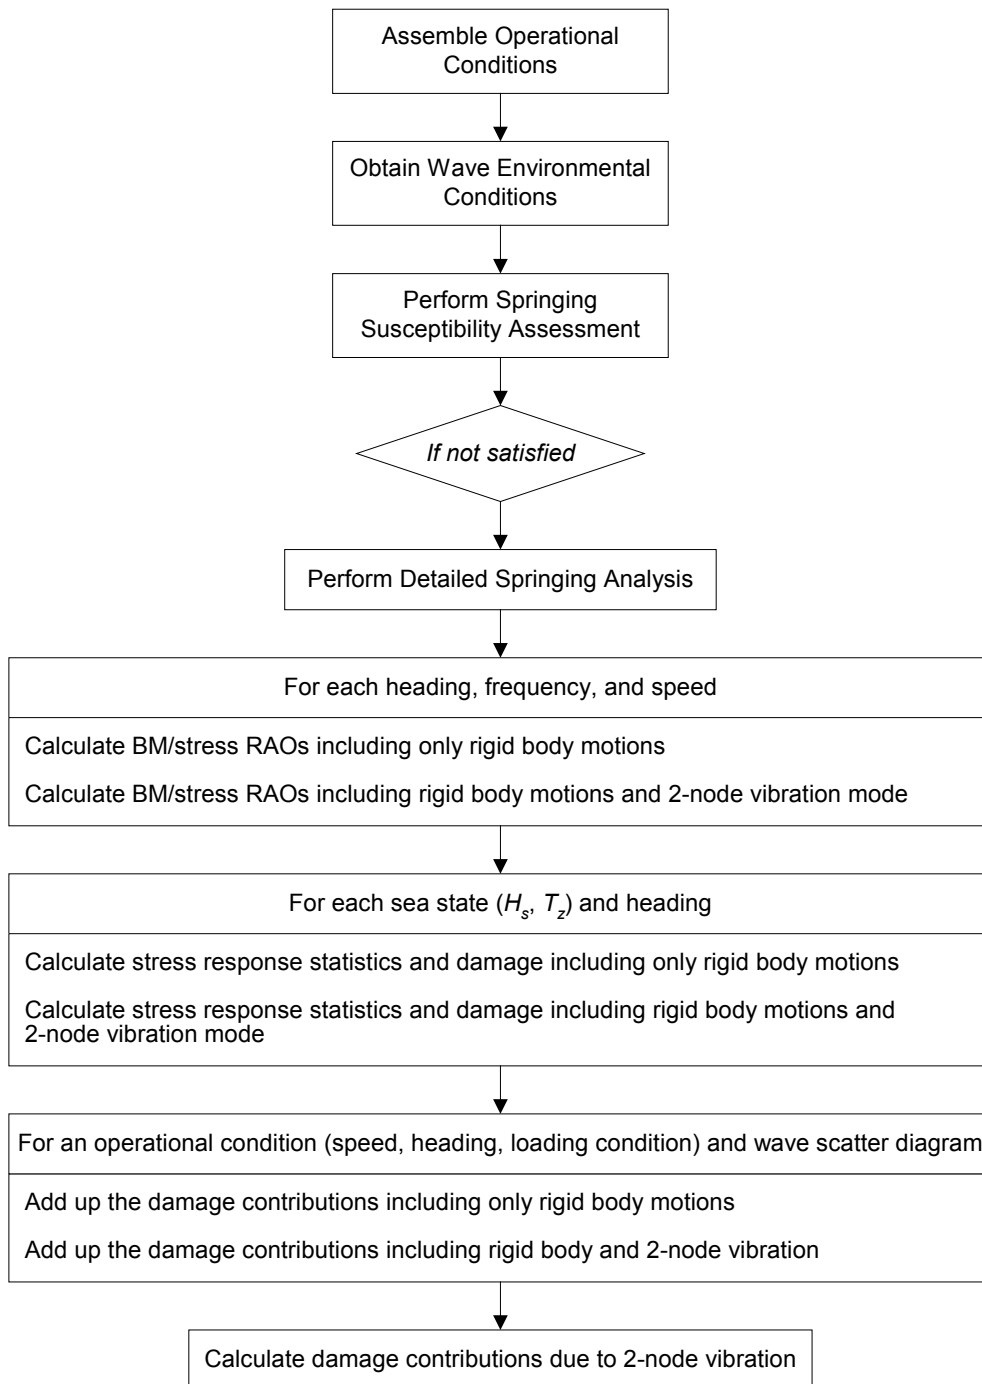 Assemble Operational
Conditions
Obtain Wave Environmental
Conditions
Perform Springing
Susceptibility Assessment
If not satisfied
Perform Detailed Springing Analysis
For each heading, frequency, and speed
Calculate BM/stress RAOs including only rigid body motions
Calculate BM/stress RAOs including rigid body motions and 2-node vibration mode
For each sea state (Hs, Tz) and heading
Calculate stress response statistics and damage including only rigid body motions
Calculate stress response statistics and damage including rigid body motions and
2-node vibration mode
For an operational condition (speed, heading, loading condition) and wave scatter diagram
Add up the damage contributions including only rigid body motions
Add up the damage contributions including rigid body and 2-node vibration
Calculate damage contributions due to 2-node vibration